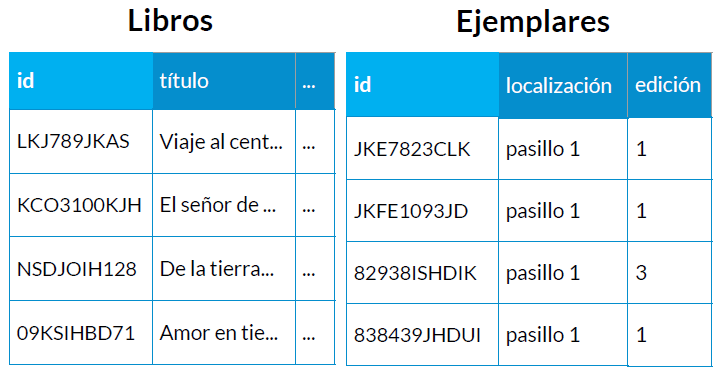 Libros
id título ...
LKJ789JKAS Viaje al cent... ...
KCO3100KJH El señor de ... ...
NSDJOIH128 De la tierra... ...
09KSIHBD71 Amor en tie... ...
Ejemplares
id localización edición
JKE7823CLK pasillo 1 1
JKFE1093JD pasillo 1 1
82938ISHDIK pasillo 1 3
838439JHDUI pasillo 1 1